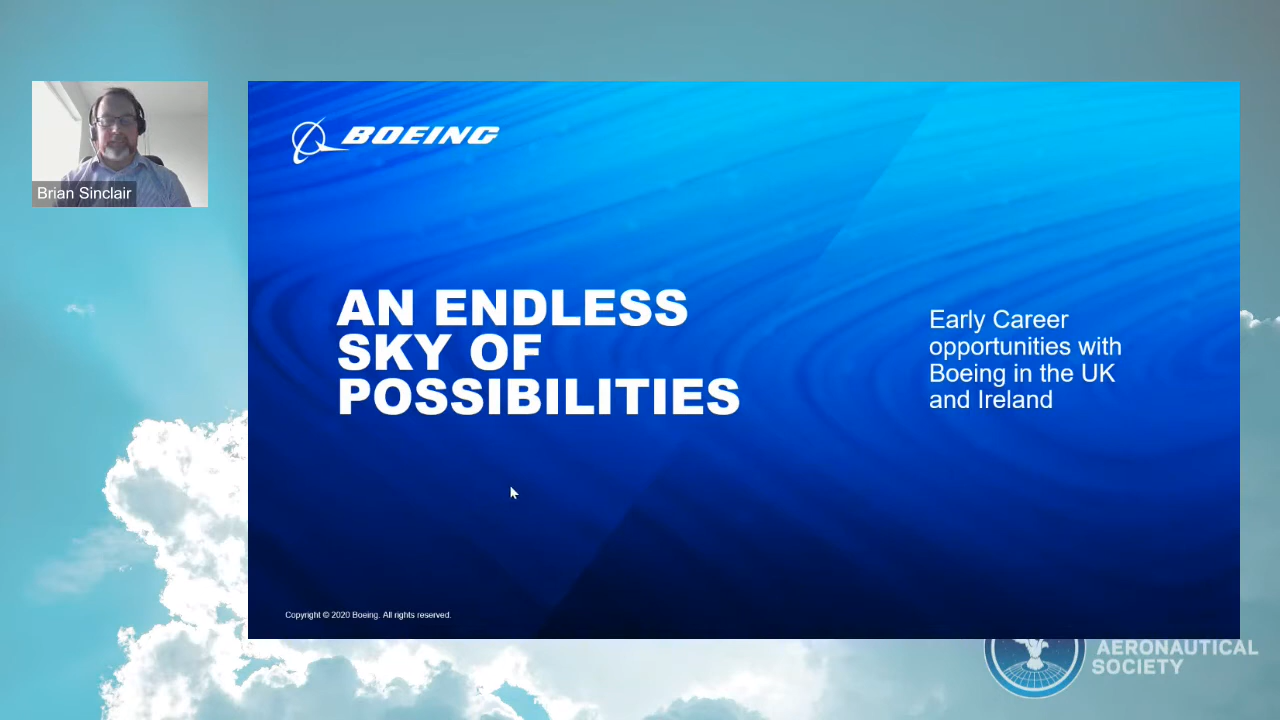 Brian Sinclair
BOEING
AN ENDLESS
SKY OF
POSSIBILITIES
Early Career
opportunities with
Boeing in the UK
and Ireland
Copyright © 2020 Boeing. All rights reserved.
AERONAUTICAL
SOCIETY